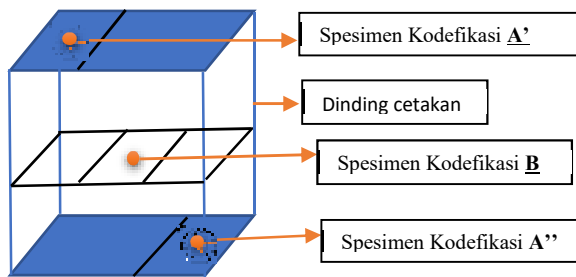 Spesimen Kodefikasi A’
Dinding cetakan
Spesimen Kodefikasi B
Spesimen Kodefikasi A’’